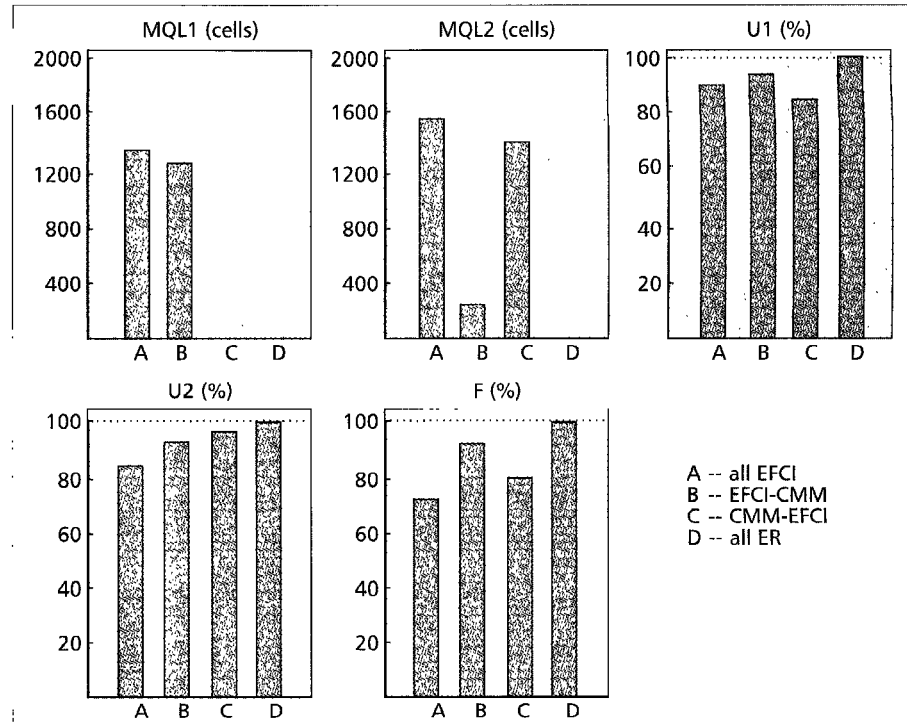 MQL1 (cells)
2000
1600
1200
800
400
A B C D
MQL2 (cells)
2000
1600
1200
800
400
A B C D
U1 (%)
100
80
60
40
20
A B C D
U2 (%)
100
80
60
40
20
A B C D
F (%)
100
80
60
40
20
A B C D
A -- all EFCI
B -- EFCI-CMM
C -- CMM-EFCI
D -- all ER